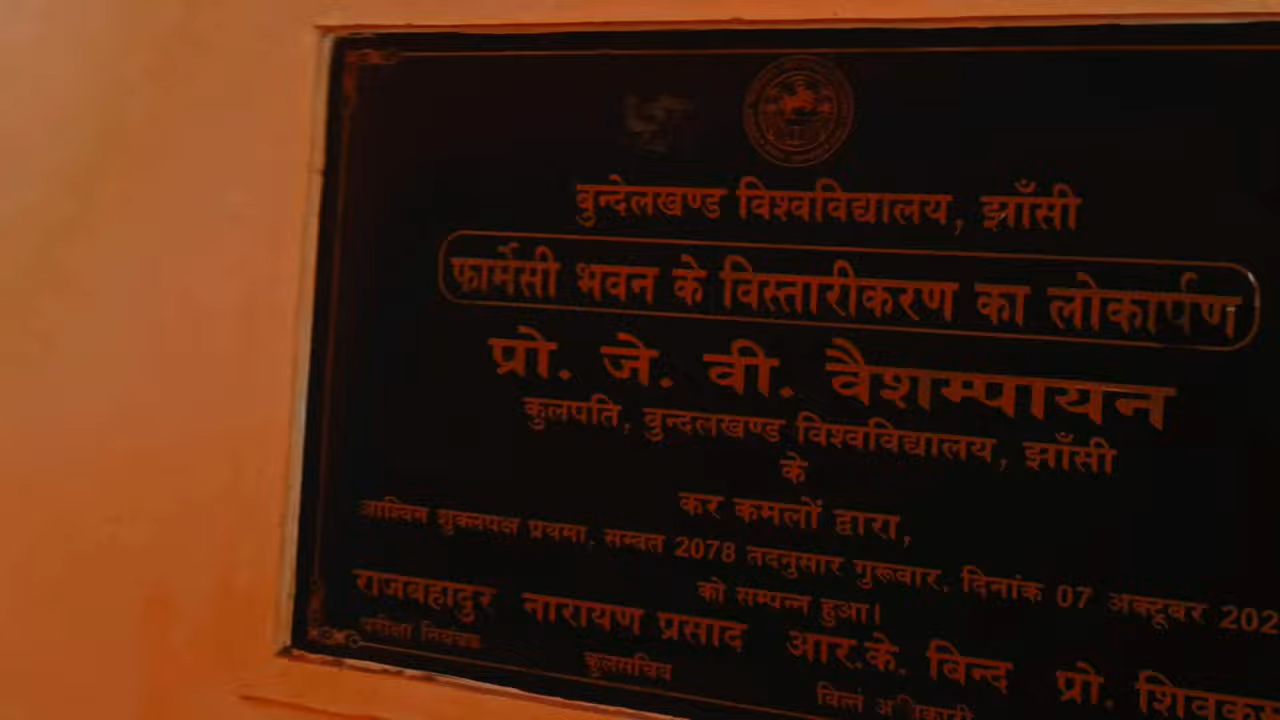 बुन्देलखण्ड विश्वविद्यालय, झाँसी
फार्मेसी भवन के विस्तारीकरण का लोकार्पण
प्रो. जे. वी. वैशम्पायन
कुलपति, बुन्देलखण्ड विश्वविद्यालय, झाँसी
के
कर कमलों द्वारा,
आश्विन शुक्लपक्ष प्रथमा, सम्वत 2078 तदनुसार गुरूवार, दिनांक 07 अक्टूबर
को सम्पन्न हुआ।
राजबहादुर नारायण प्रसाद आर.के. विन्द प्रो.
परीक्षा नियंत्रक कुलसचिव वित्त